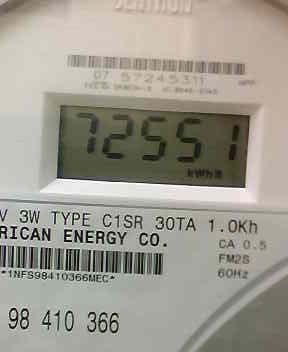 CENTRON
07 57245311
72551
kWh
V 3W TYPE C1SR 30TA 1.0Kh
RICAN ENERGY CO.
CA 0.5
FM2S
*1NFS98410366MEC*
60Hz
98 410 366